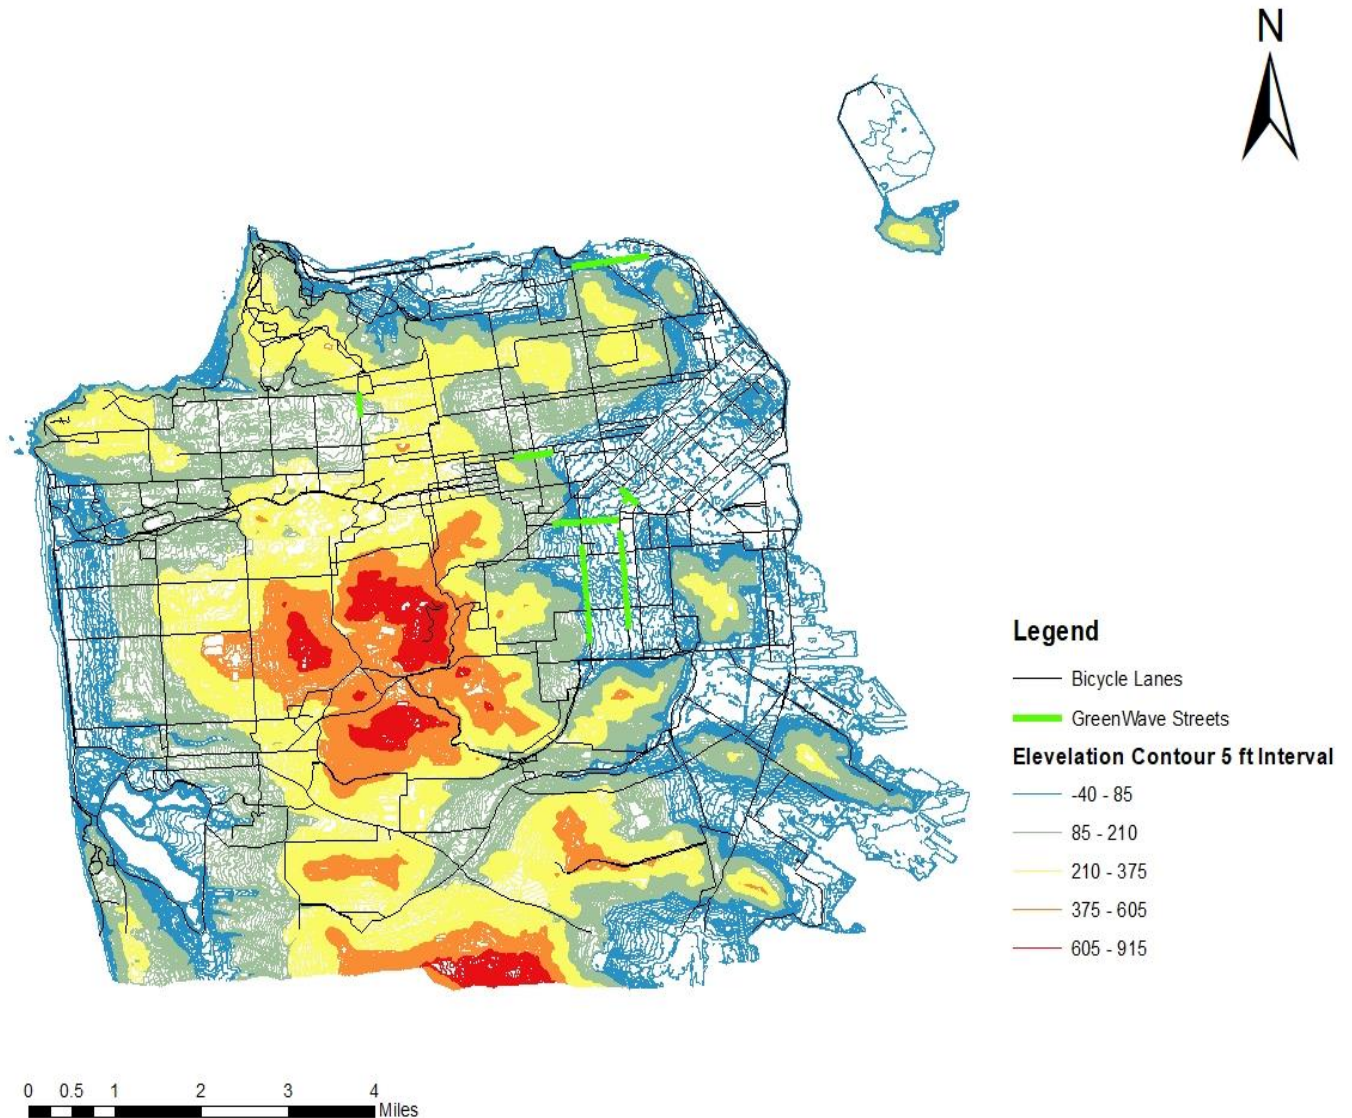 N
Legend
Bicycle Lanes
GreenWave Streets
Elevelation Contour 5 ft Interval
-40 - 85
85 - 210
210 - 375
375 - 605
605 - 915
0 0.5 1 2 3 4
Miles